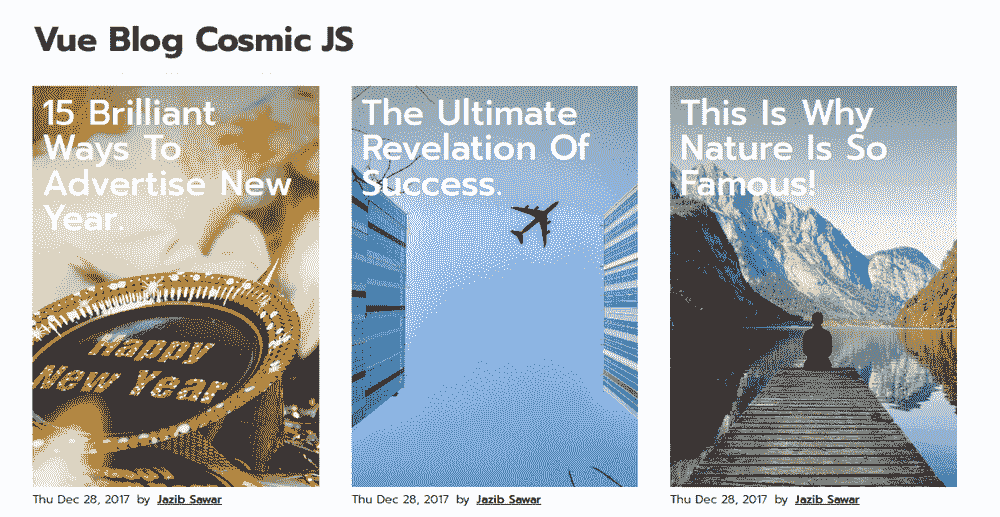 Vue Blog Cosmic JS
15 Brilliant
Ways To
Advertise New
Year.
Happy
New Year
Thu Dec 28, 2017 by Jazib Sawar
The Ultimate
Revelation Of
Success.
Thu Dec 28, 2017 by Jazib Sawar
This Is Why
Nature Is So
Famous!
Thu Dec 28, 2017 by Jazib Sawar